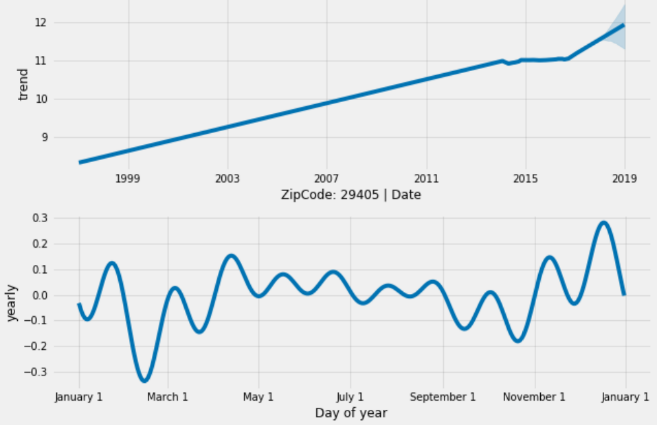 12
11
10
9
trend
1999 2003 2007 2011 2015 2019
ZipCode: 29405 | Date
0.3
0.2
0.1
0.0
−0.1
−0.2
−0.3
yearly
January 1 March 1 May 1 July 1 September 1 November 1 January 1
Day of year